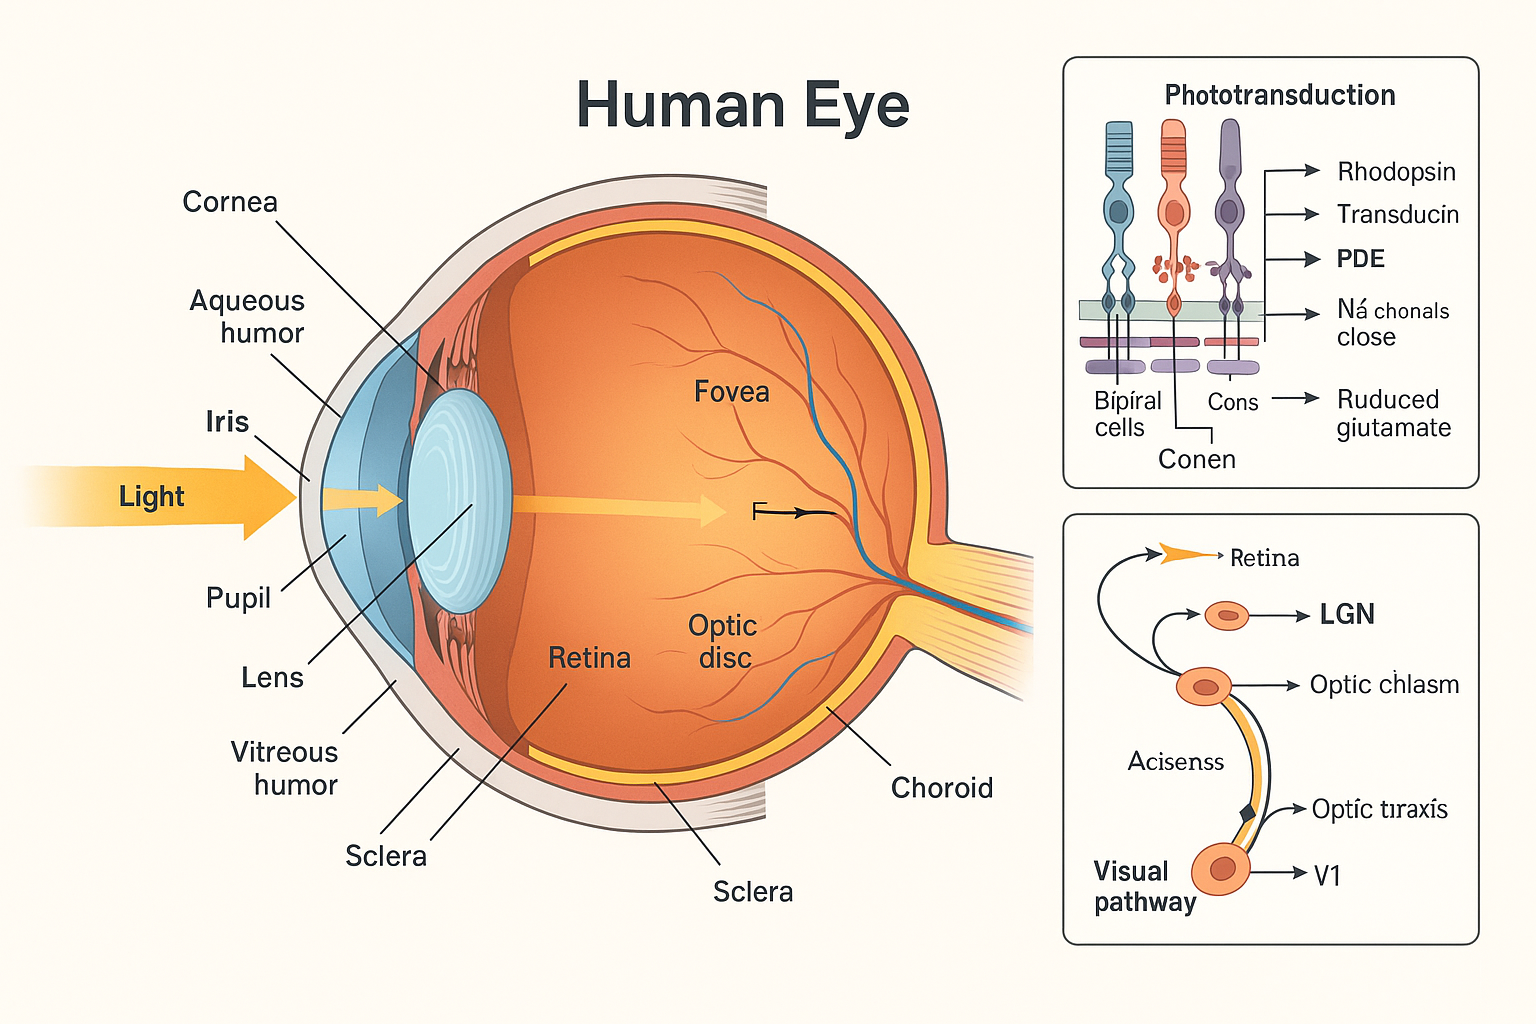 Human Eye
Cornea
Aqueous
humor
Iris
Light
Pupil
Lens
Vitreous
humor
Sclera
Retina
Fovea
F
Optic
disc
Choroid
Sclera
Phototransduction
Rhodopsin
Transducin
PDE
Ná chonals
close
Bípíral
cells
Cons
Ruduced
giutamate
Conen
Retina
LGN
Optic chlasm
Acisenss
Optíc tıraxís
Visual
pathway
V1